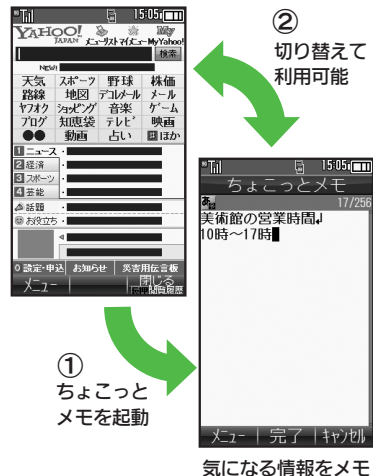 15:05
YAHOO!
JAPAN
メニューリスト マイメニュー MyYahoo!
検索
NEW!
天気 スポーツ 野球 株価
路線 地図 デコメール メール
ヤフオク ショッピング 音楽 ゲーム
ブログ 知恵袋 テレビ 映画
●● 動画 占い ほか
1 ニュース
2 経済
3 スポーツ
4 芸能
話題
お役立ち
0 設定・申込 お知らせ 災害用伝言板
メニュー 閉じる
長押 閲覧履歴
②
切り替えて
利用可能
15:05
ちょこっとメモ
17/256
美術館の営業時間↲
10時〜17時
メニュー 完了 キャンセル
①
ちょこっと
メモを起動
気になる情報をメモ